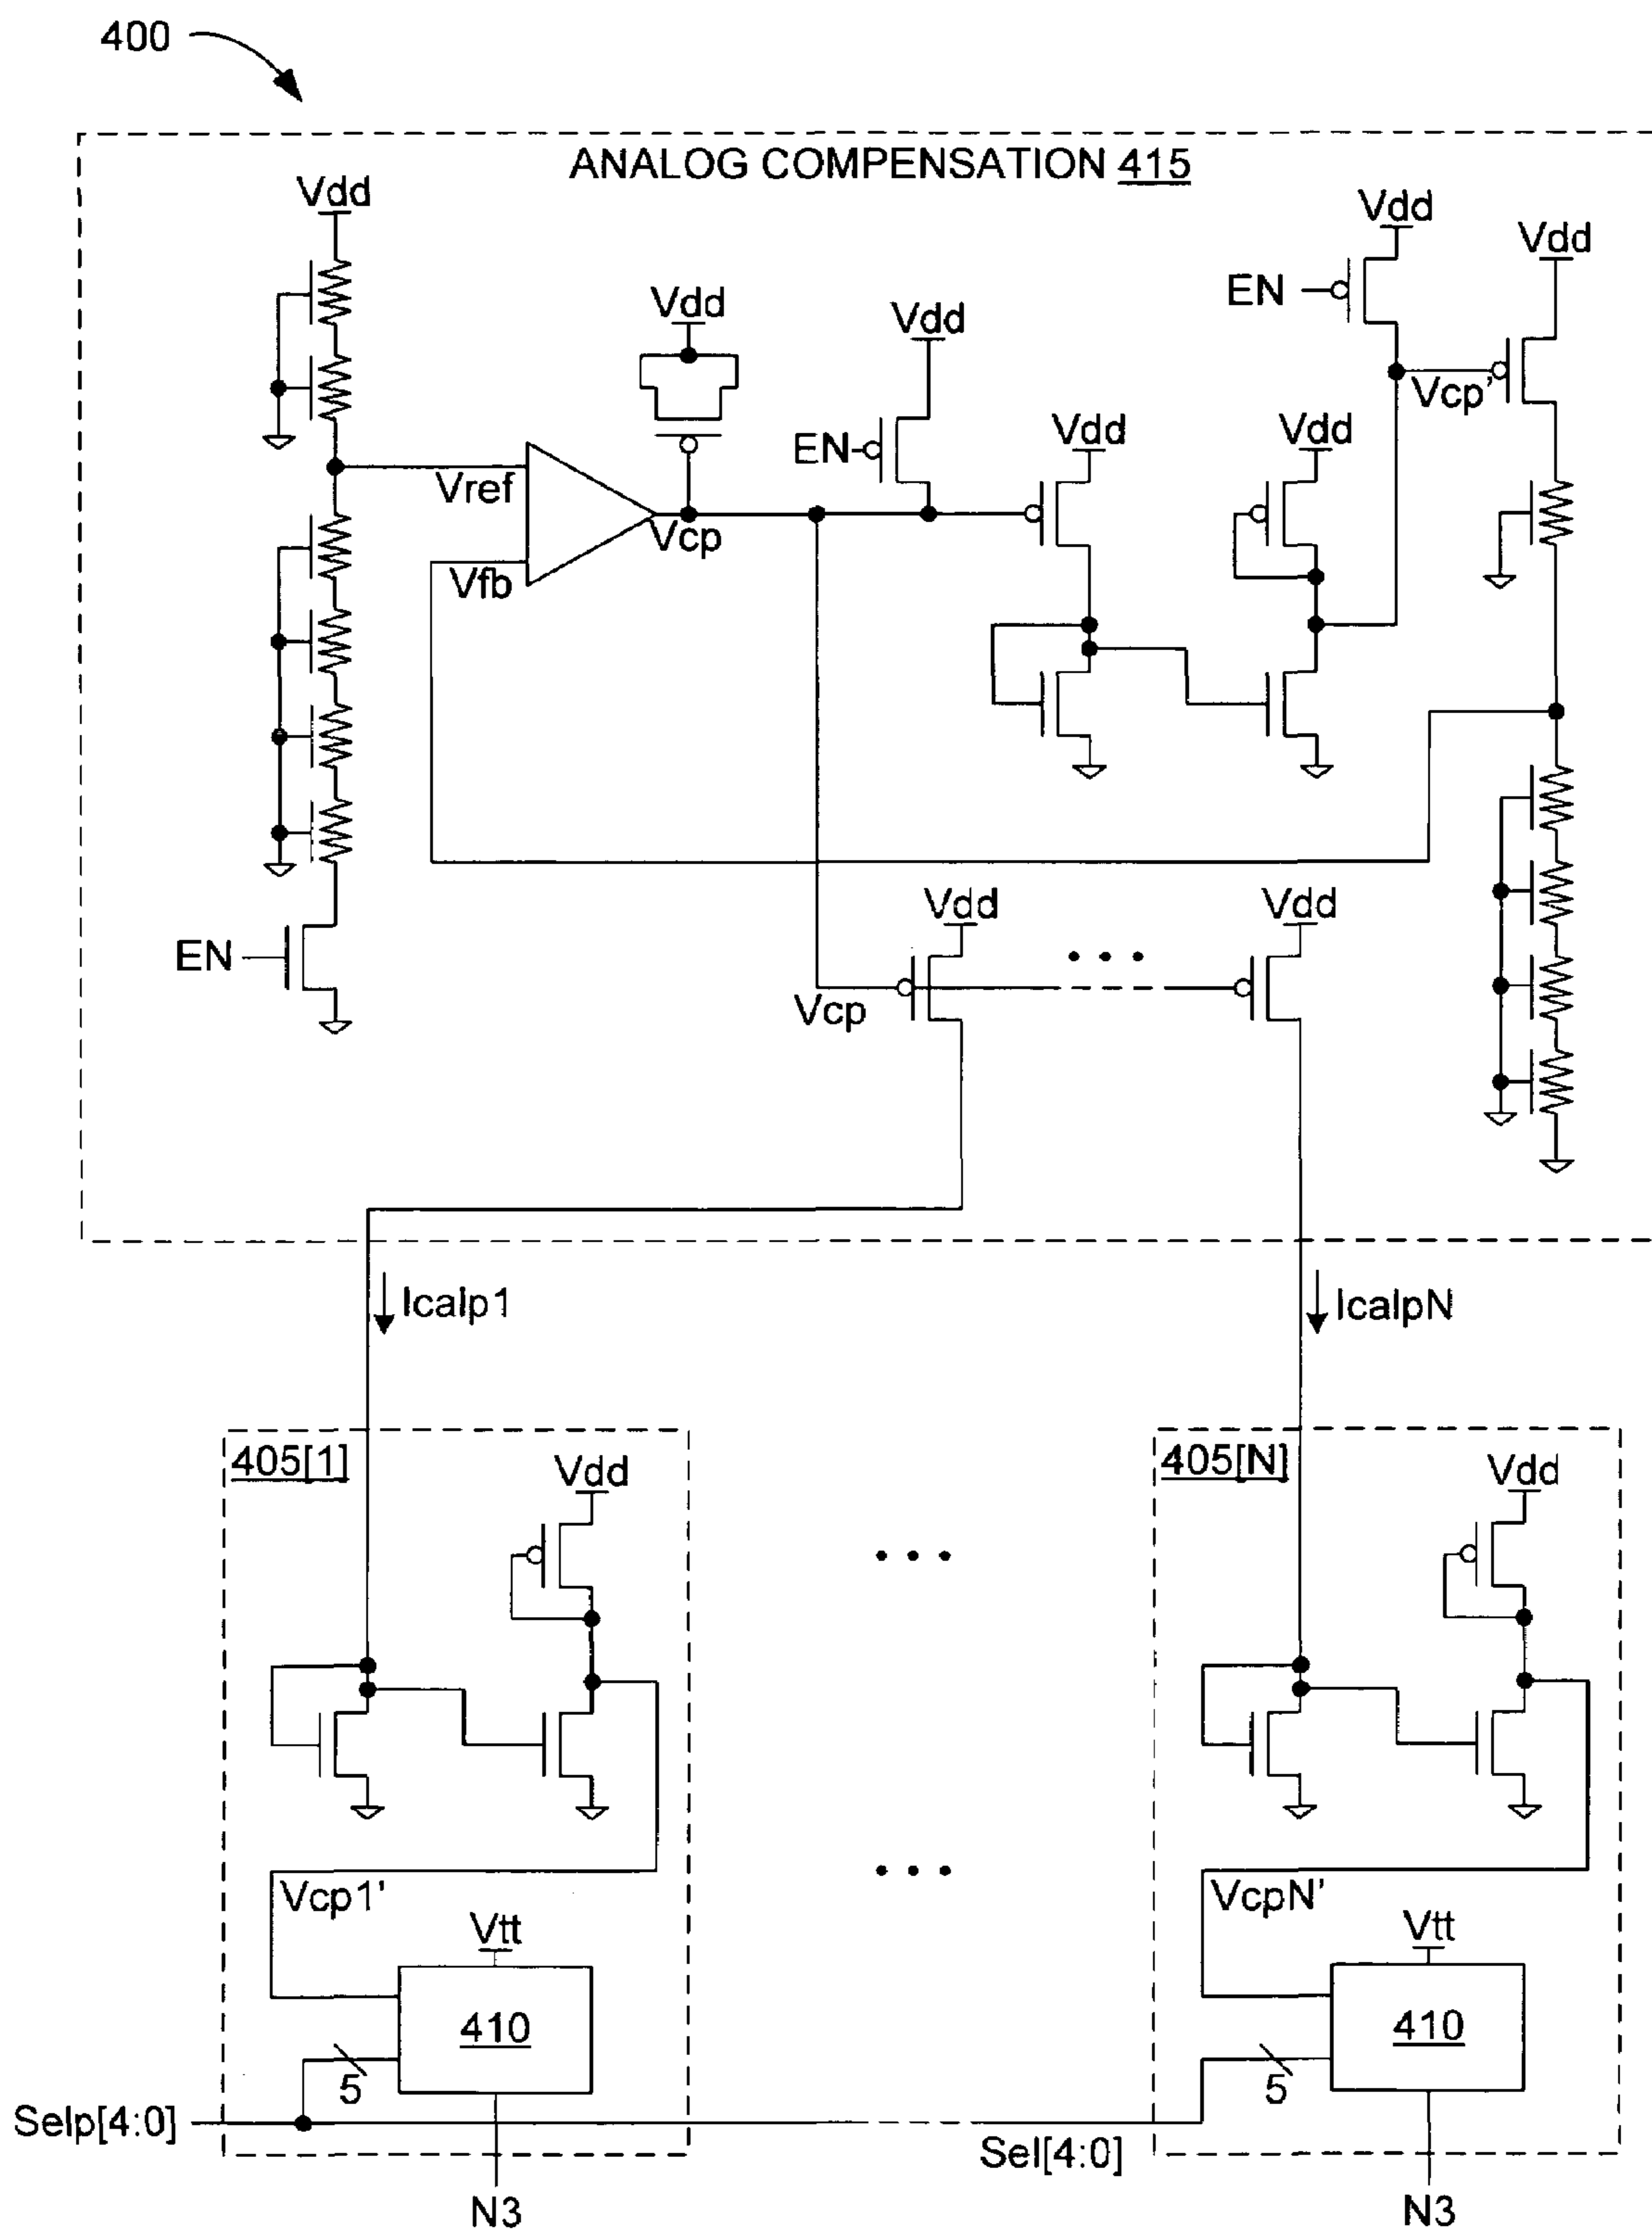 400
ANALOG COMPENSATION 415
Vdd
Vdd
Vdd
Vdd
Vdd
EN
Vcp'
Vdd
Vdd
Vref
Vfb
Vcp
EN
Vdd
Vdd
EN
Vcp
Icalp1
IcalpN
405[1]
Vdd
405[N]
Vdd
Vcp1'
VcpN'
Vtt
Vtt
410
410
5
5
Selp[4:0]
Sel[4:0]
N3
N3